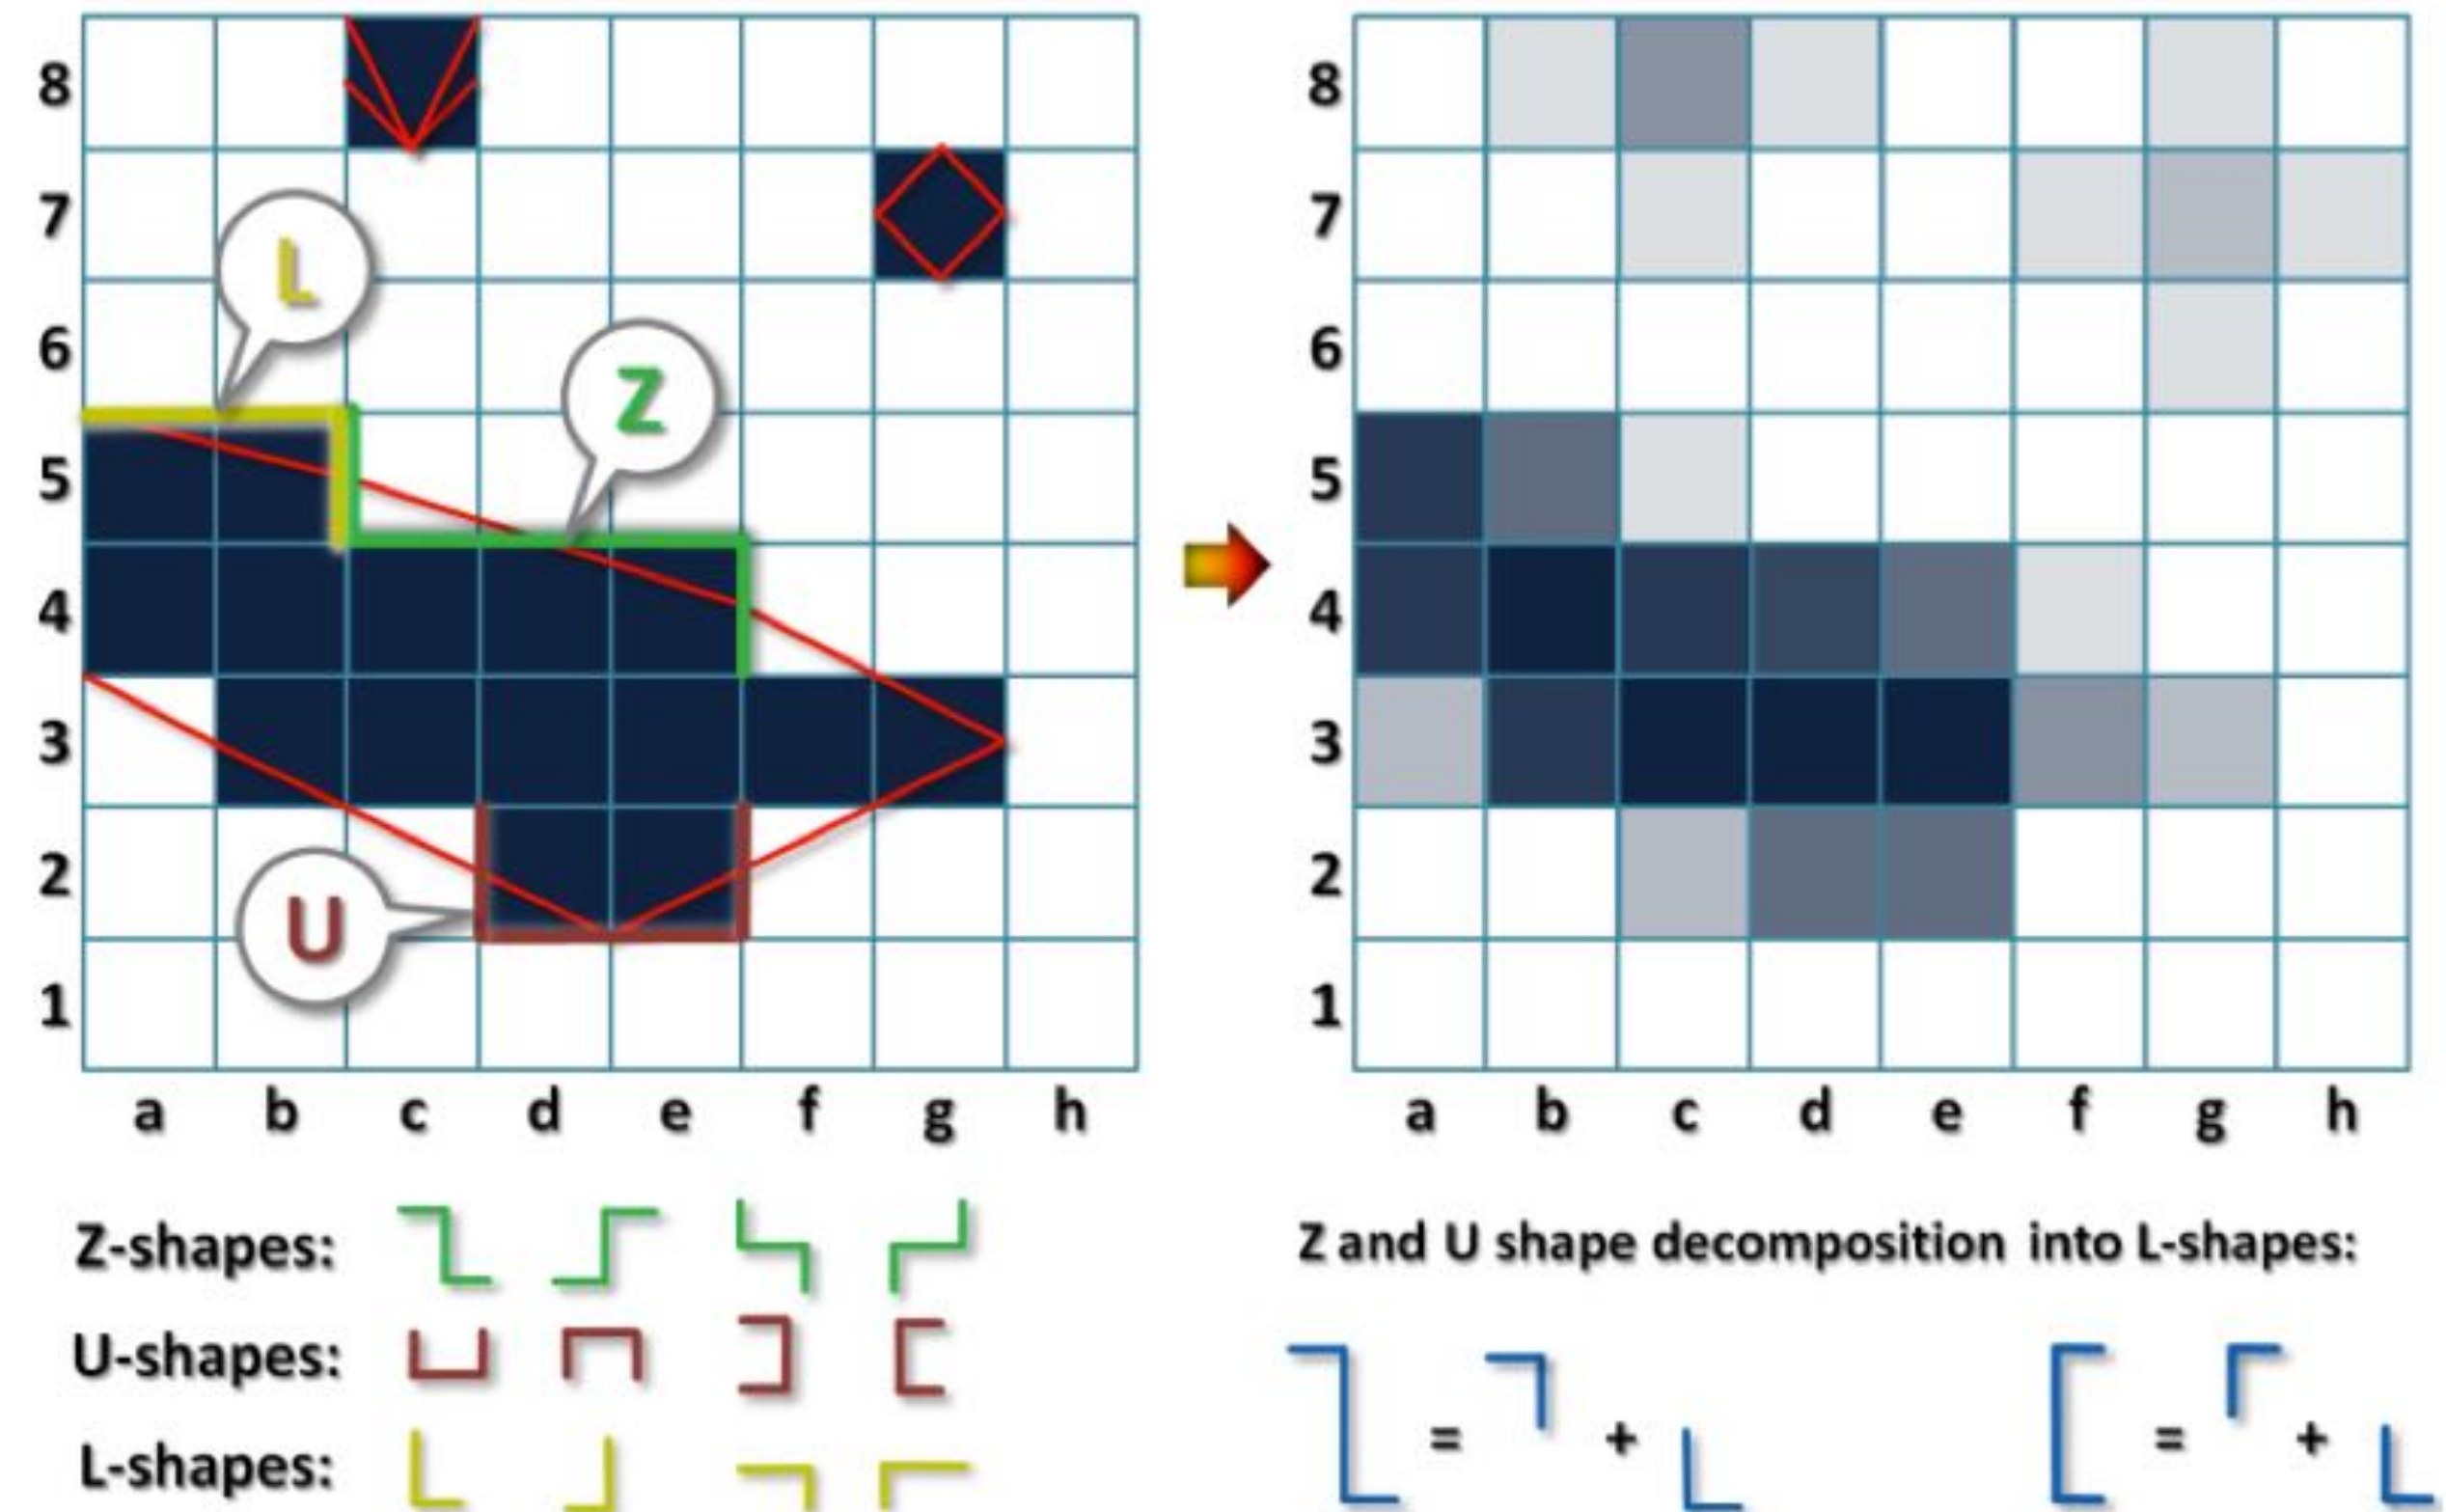 8
7
6
5
4
3
2
1
a b c d e f g h
L
Z
U
8
7
6
5
4
3
2
1
a b c d e f g h
Z-shapes:
U-shapes:
L-shapes:
Z and U shape decomposition into L-shapes:
= +
= +